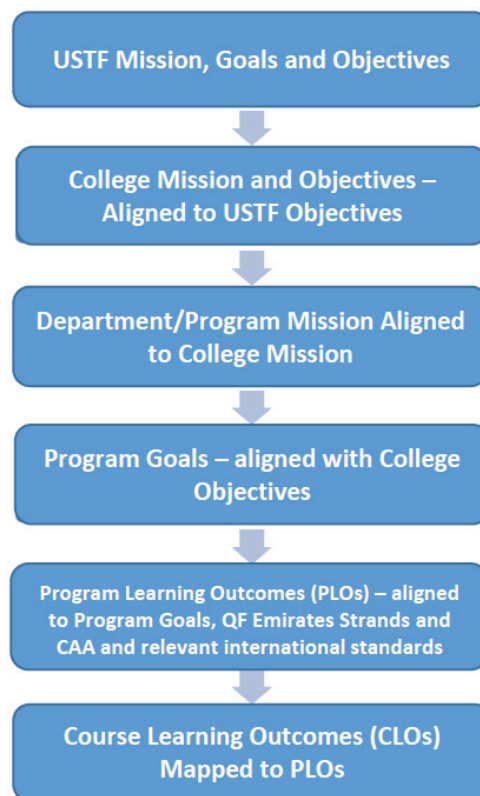 USTF Mission, Goals and Objectives
College Mission and Objectives –
Aligned to USTF Objectives
Department/Program Mission Aligned
to College Mission
Program Goals – aligned with College
Objectives
Program Learning Outcomes (PLOs) – aligned
to Program Goals, QF Emirates Strands and
CAA and relevant international standards
Course Learning Outcomes (CLOs)
Mapped to PLOs